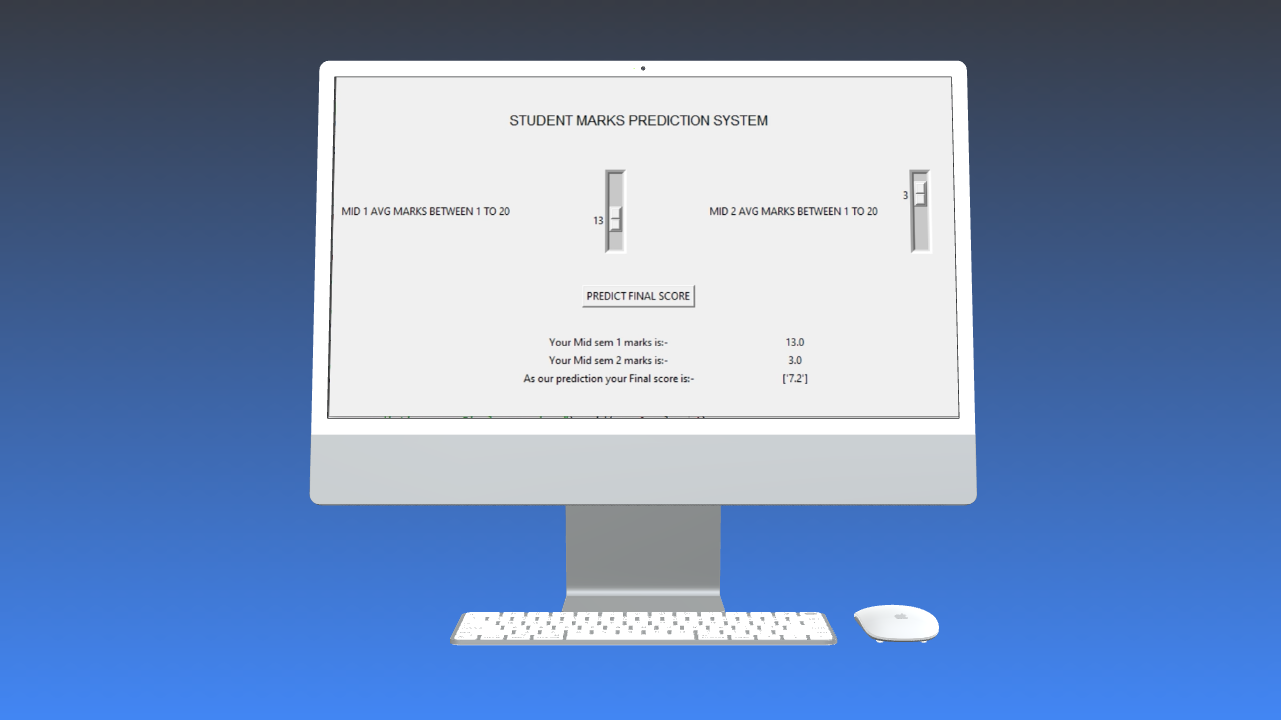 STUDENT MARKS PREDICTION SYSTEM
MID 1 AVG MARKS BETWEEN 1 TO 20
13
MID 2 AVG MARKS BETWEEN 1 TO 20
3
PREDICT FINAL SCORE
Your Mid sem 1 marks is:- 13.0
Your Mid sem 2 marks is:- 3.0
As our prediction your Final score is:- ['7.2']